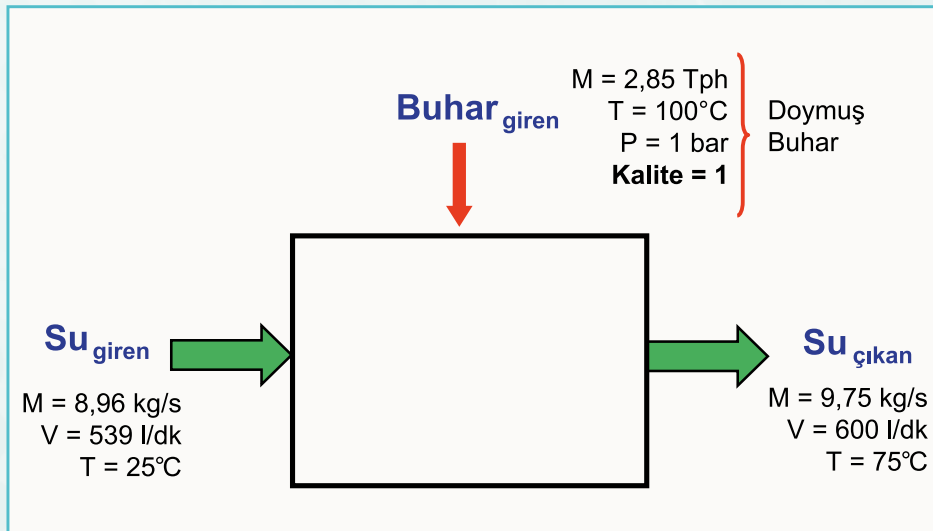 Buhar giren
M = 2,85 Tph
T = 100°C
P = 1 bar
Kalite = 1
Doymuş
Buhar
Su giren
M = 8,96 kg/s
V = 539 l/dk
T = 25°C
Su çıkan
M = 9,75 kg/s
V = 600 l/dk
T = 75°C